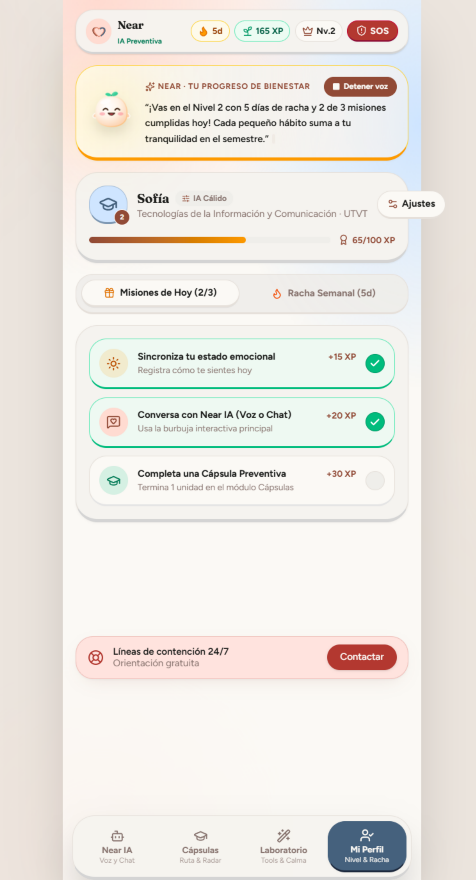 Near
IA Preventiva
5d
165 XP
Nv.2
SOS
NEAR · TU PROGRESO DE BIENESTAR
Detener voz
“¡Vas en el Nivel 2 con 5 días de racha y 2 de 3 misiones
cumplidas hoy! Cada pequeño hábito suma a tu
tranquilidad en el semestre.”
2
Sofía
IA Cálido
Tecnologías de la Información y Comunicación · UTVT
Ajustes
65/100 XP
Misiones de Hoy (2/3)
Racha Semanal (5d)
Sincroniza tu estado emocional
Registra cómo te sientes hoy
+15 XP
Conversa con Near IA (Voz o Chat)
Usa la burbuja interactiva principal
+20 XP
Completa una Cápsula Preventiva
Termina 1 unidad en el módulo Cápsulas
+30 XP
Líneas de contención 24/7
Orientación gratuita
Contactar
Near IA
Voz y Chat
Cápsulas
Ruta & Radar
Laboratorio
Tools & Calma
Mi Perfil
Nivel & Racha